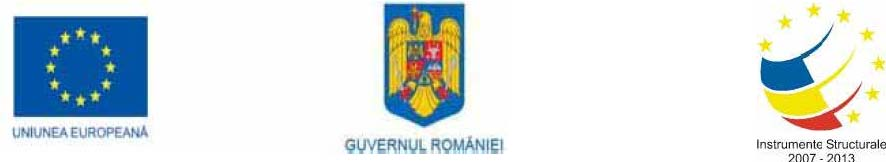 UNIUNEA EUROPEANĂ
GUVERNUL ROMÂNIEI
Instrumente Structurale
2007 - 2013